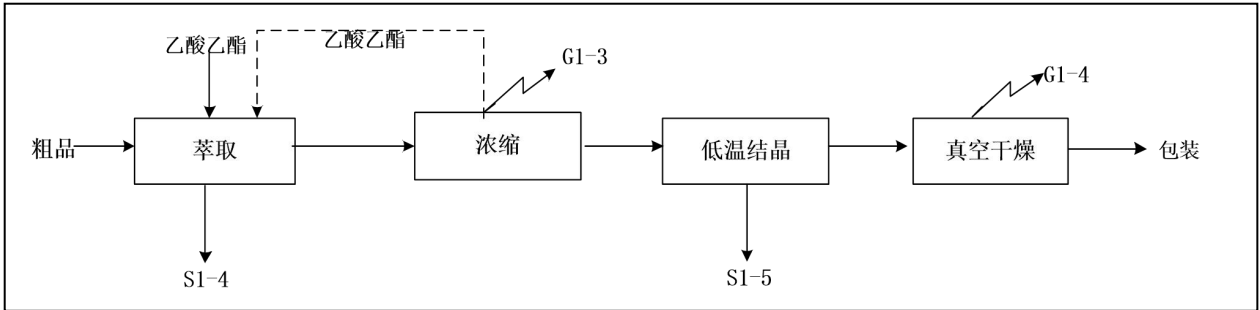 乙酸乙酯
乙酸乙酯
G1-3
G1-4
粗品
萃取
浓缩
低温结晶
真空干燥
包装
S1-4
S1-5